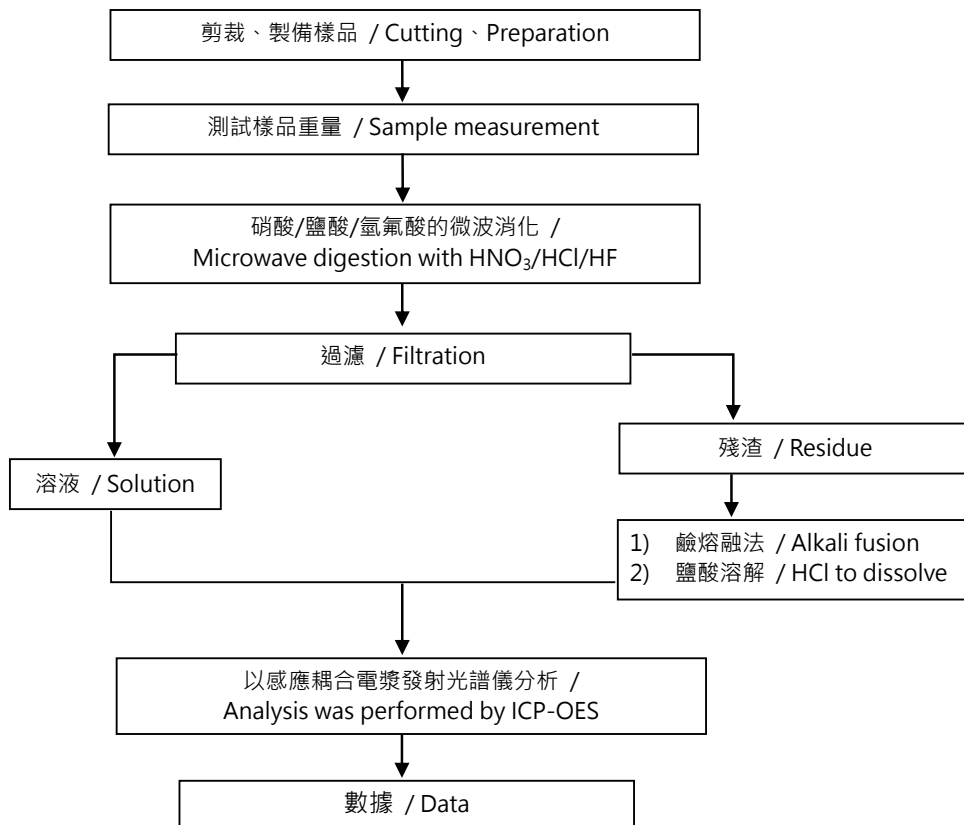 剪裁、製備樣品 / Cutting、Preparation
測試樣品重量 / Sample measurement
硝酸/鹽酸/氫氟酸的微波消化 /
Microwave digestion with HNO₃/HCl/HF
過濾 / Filtration
溶液 / Solution
殘渣 / Residue
1) 鹼熔融法 / Alkali fusion
2) 鹽酸溶解 / HCl to dissolve
以感應耦合電漿發射光譜儀分析 /
Analysis was performed by ICP-OES
數據 / Data